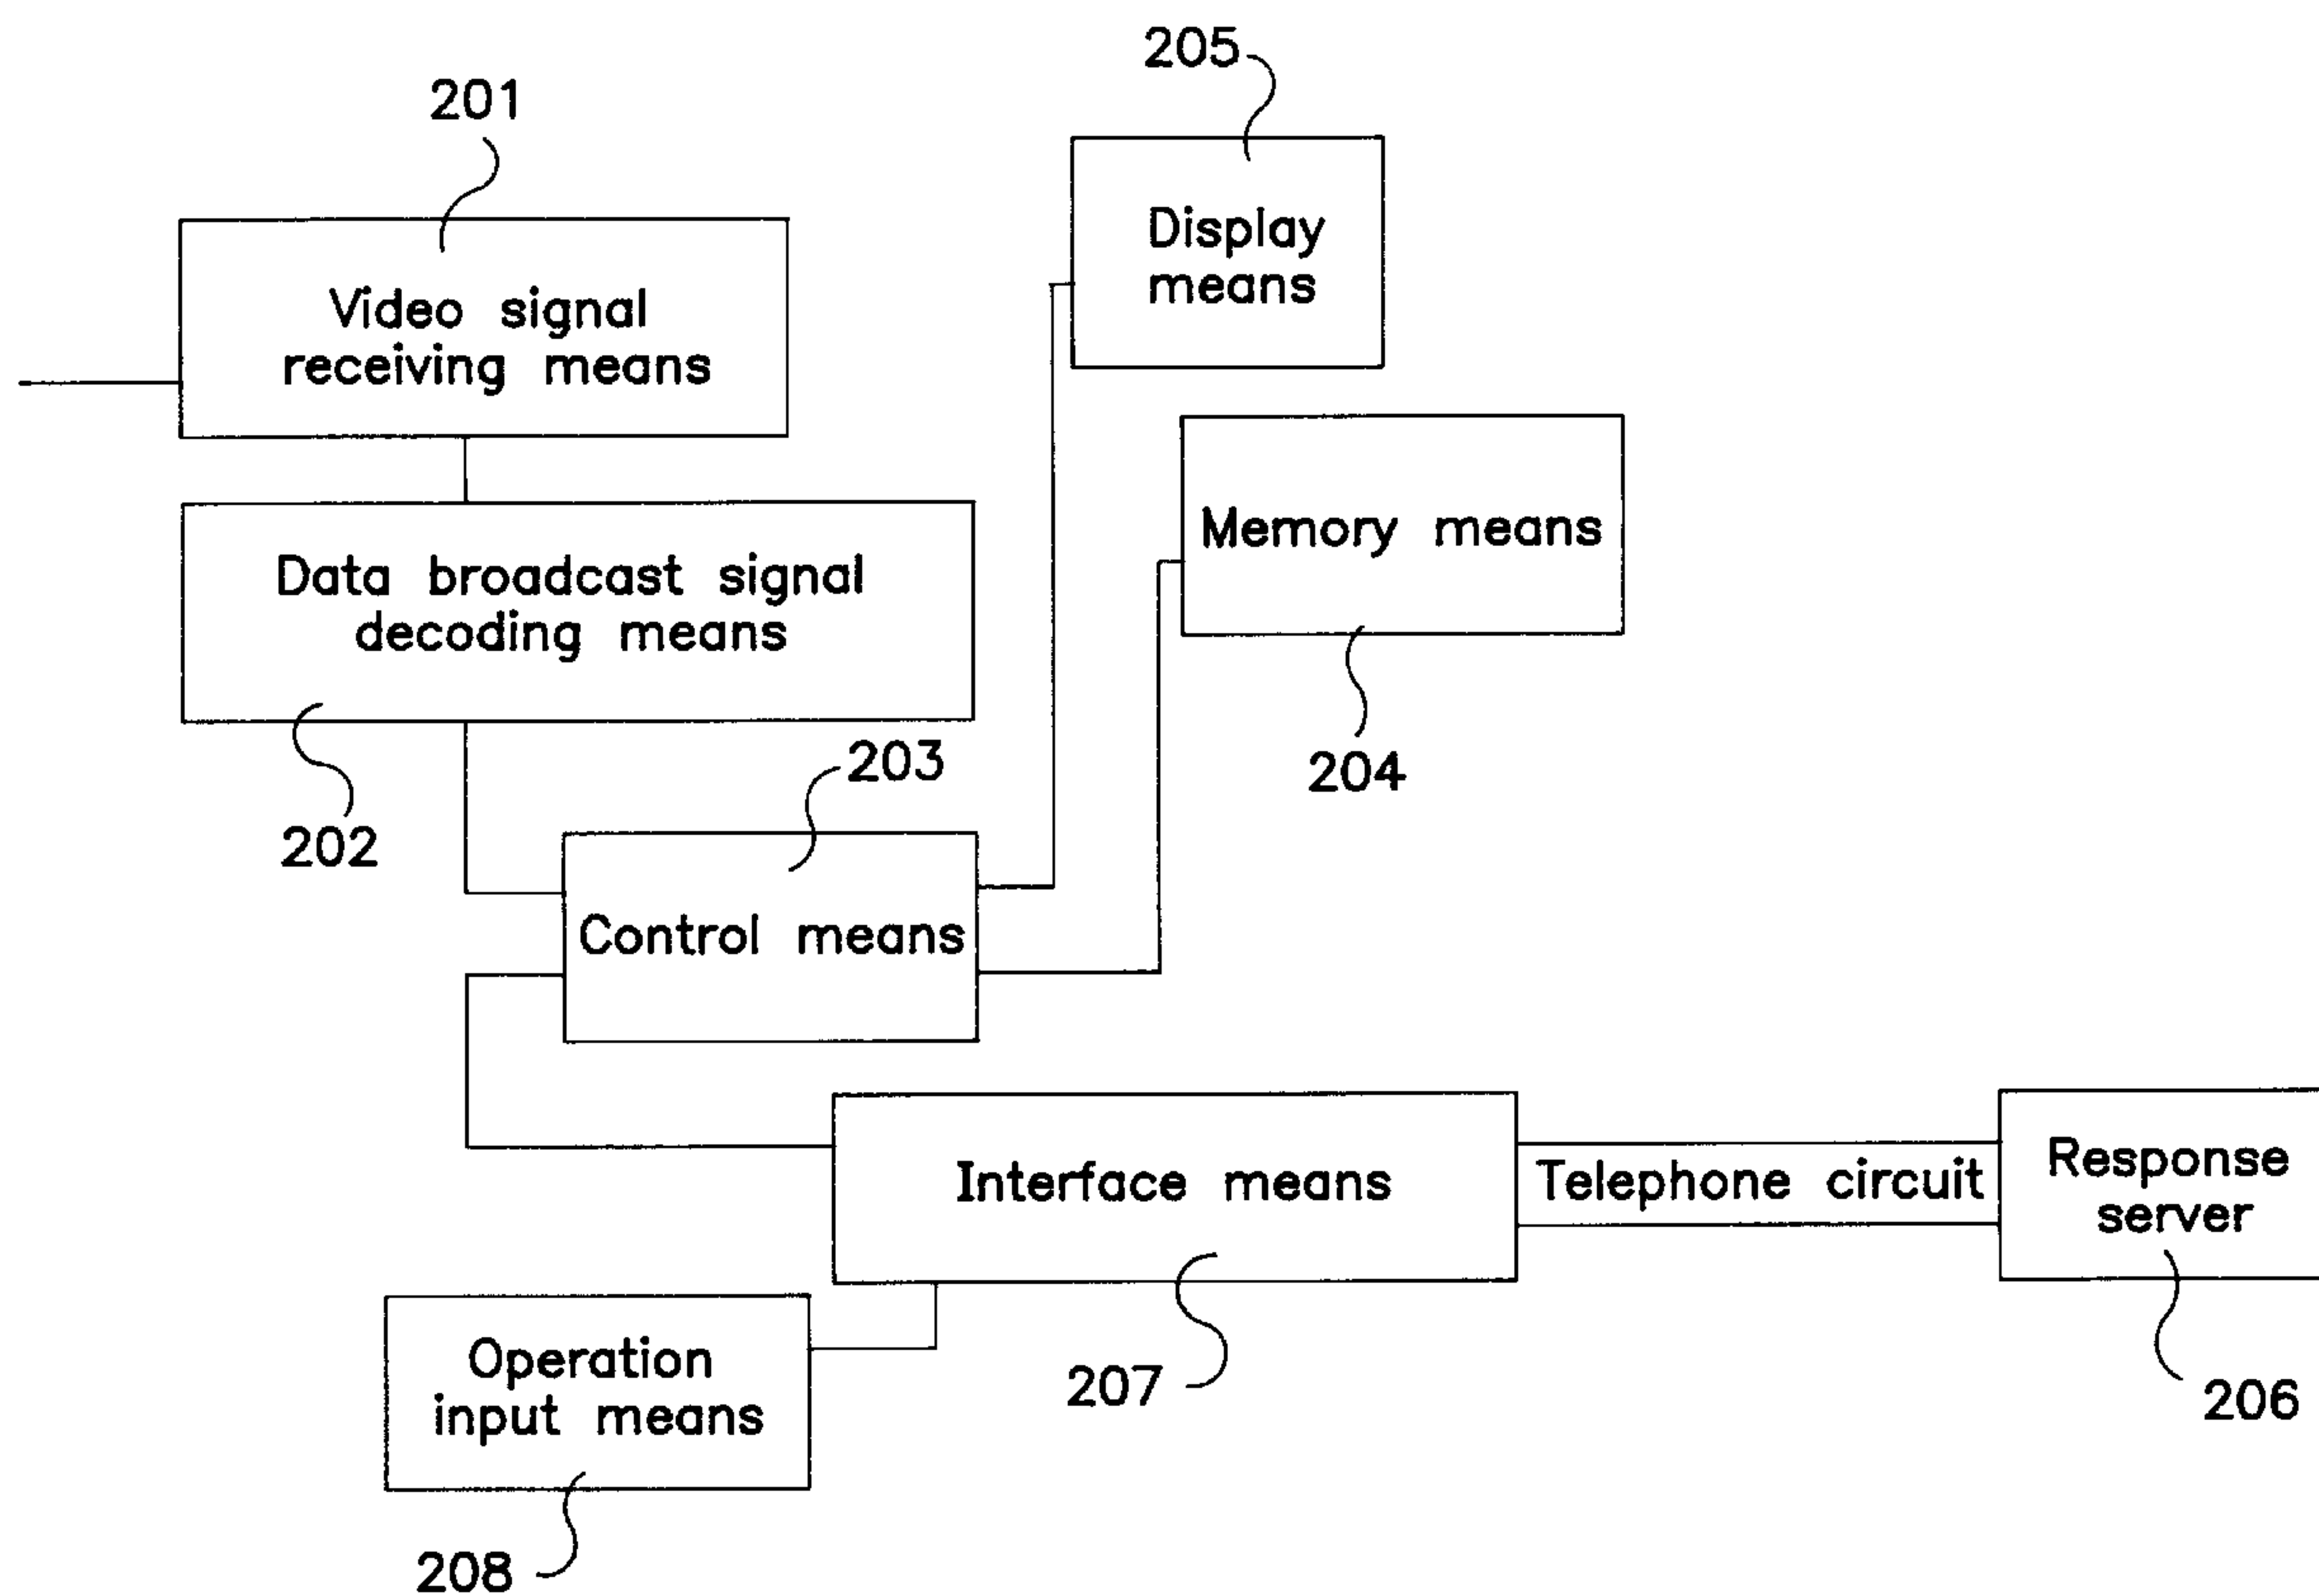 205
201
Display
means
Video signal
receiving means
Memory means
Data broadcast signal
decoding means
203
204
202
Control means
Interface means
Telephone circuit
Response
server
Operation
input means
207
206
208